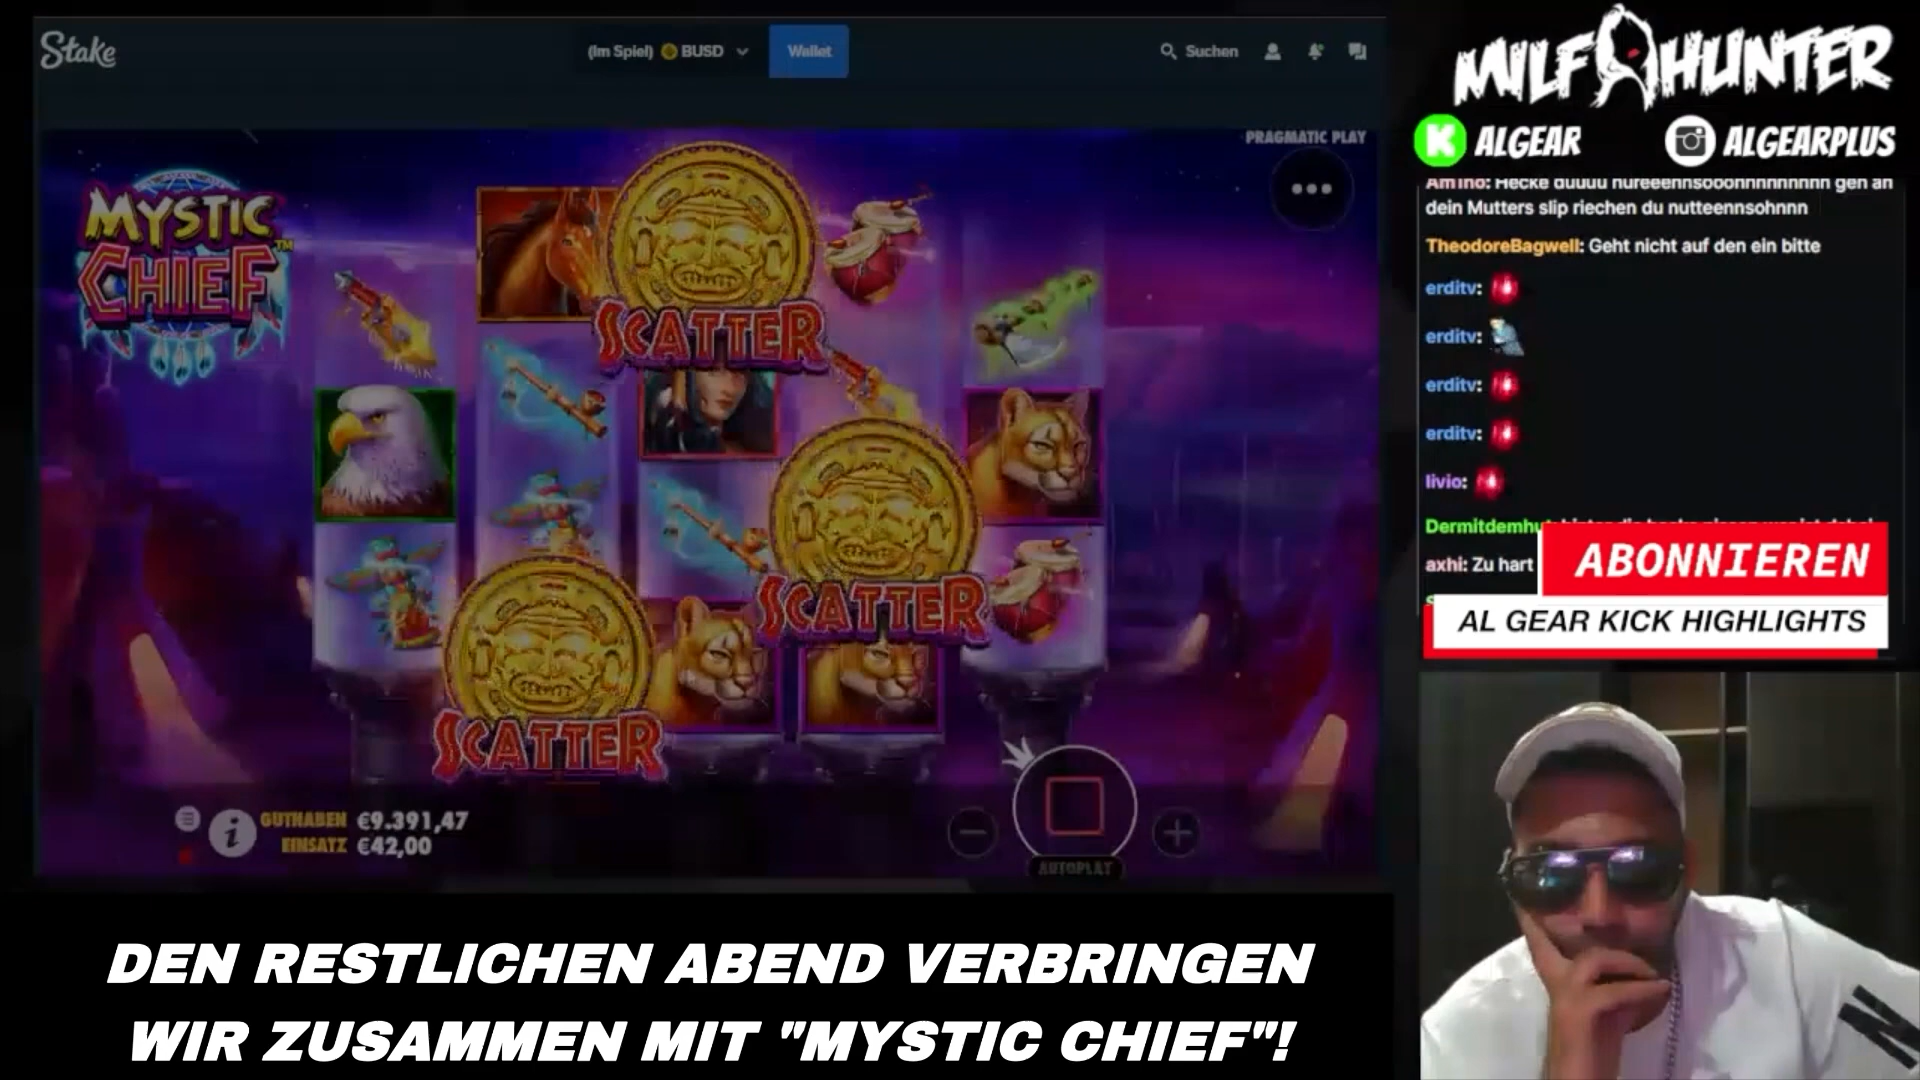 Stake
(Im Spiel) BUSD
Wallet
Suchen
PRAGMATIC PLAY
MYSTIC
CHIEF™
SCATTER
SCATTER
SCATTER
GUTHABEN €9.391,47
EINSATZ €42,00
AUTOPLAY
MILF HUNTER
K ALGEAR
ALGEARPLUS
Am1no: Hecke duuuu hureeennsooonnnnnnnnn geh an
dein Mutters slip riechen du nutteennsohnnn
TheodoreBagwell: Geht nicht auf den ein bitte
erditv:
erditv:
erditv:
erditv:
livio:
Dermitdemhut
axhi: Zu hart
ABONNIEREN
AL GEAR KICK HIGHLIGHTS
DEN RESTLICHEN ABEND VERBRINGEN
WIR ZUSAMMEN MIT "MYSTIC CHIEF"!